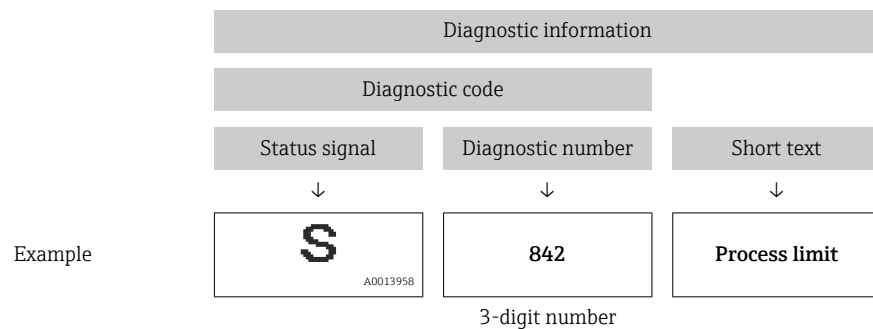 Diagnostic information
Diagnostic code
Status signal Diagnostic number Short text
↓ ↓ ↓
Example S 842 Process limit
A0013958
3-digit number